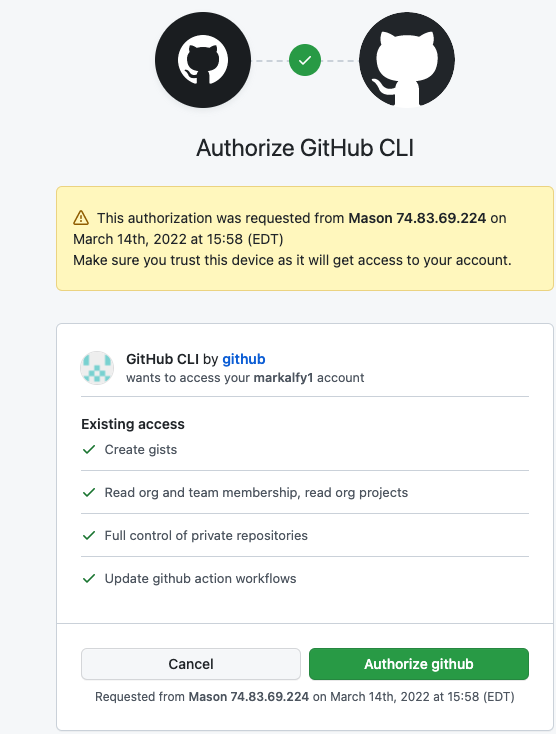 Authorize GitHub CLI
This authorization was requested from Mason 74.83.69.224 on
March 14th, 2022 at 15:58 (EDT)
Make sure you trust this device as it will get access to your account.
GitHub CLI by github
wants to access your markalfy1 account
Existing access
Create gists
Read org and team membership, read org projects
Full control of private repositories
Update github action workflows
Cancel
Authorize github
Requested from Mason 74.83.69.224 on March 14th, 2022 at 15:58 (EDT)